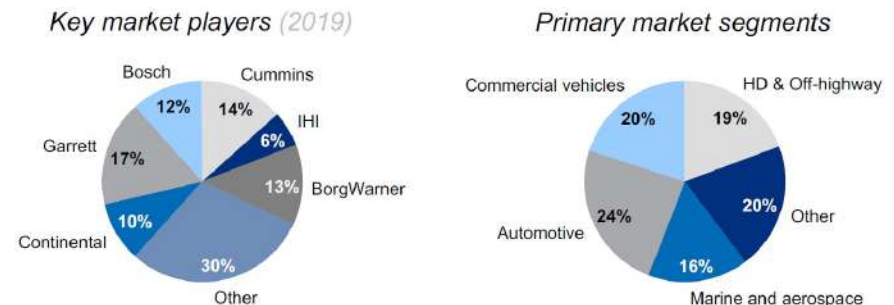 Key market players (2019)
Bosch
Cummins
12%
14%
IHI
6%
Garrett
17%
13%
BorgWarner
10%
Continental
30%
Other
Primary market segments
Commercial vehicles
HD & Off-highway
20%
19%
20%
Other
24%
Automotive
16%
Marine and aerospace